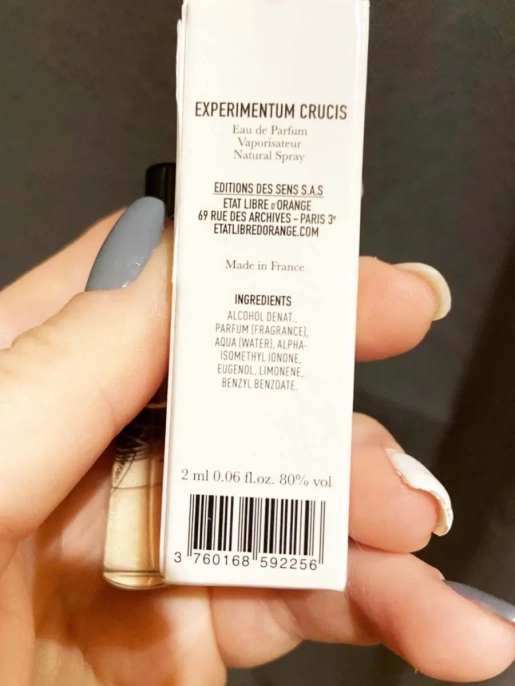 EXPERIMENTUM CRUCIS
Eau de Parfum
Vaporisateur
Natural Spray
EDITIONS DES SENS S.A.S
ETAT LIBRE D'ORANGE
69 RUE DES ARCHIVES - PARIS 3e
ETATLIBREDORANGE.COM
Made in France
INGREDIENTS
ALCOHOL DENAT.,
PARFUM (FRAGRANCE),
AQUA (WATER), ALPHA-
ISOMETHYL IONONE,
EUGENOL, LIMONENE,
BENZYL BENZOATE.
2 ml 0.06 fl.oz. 80% vol
3 760168 592256